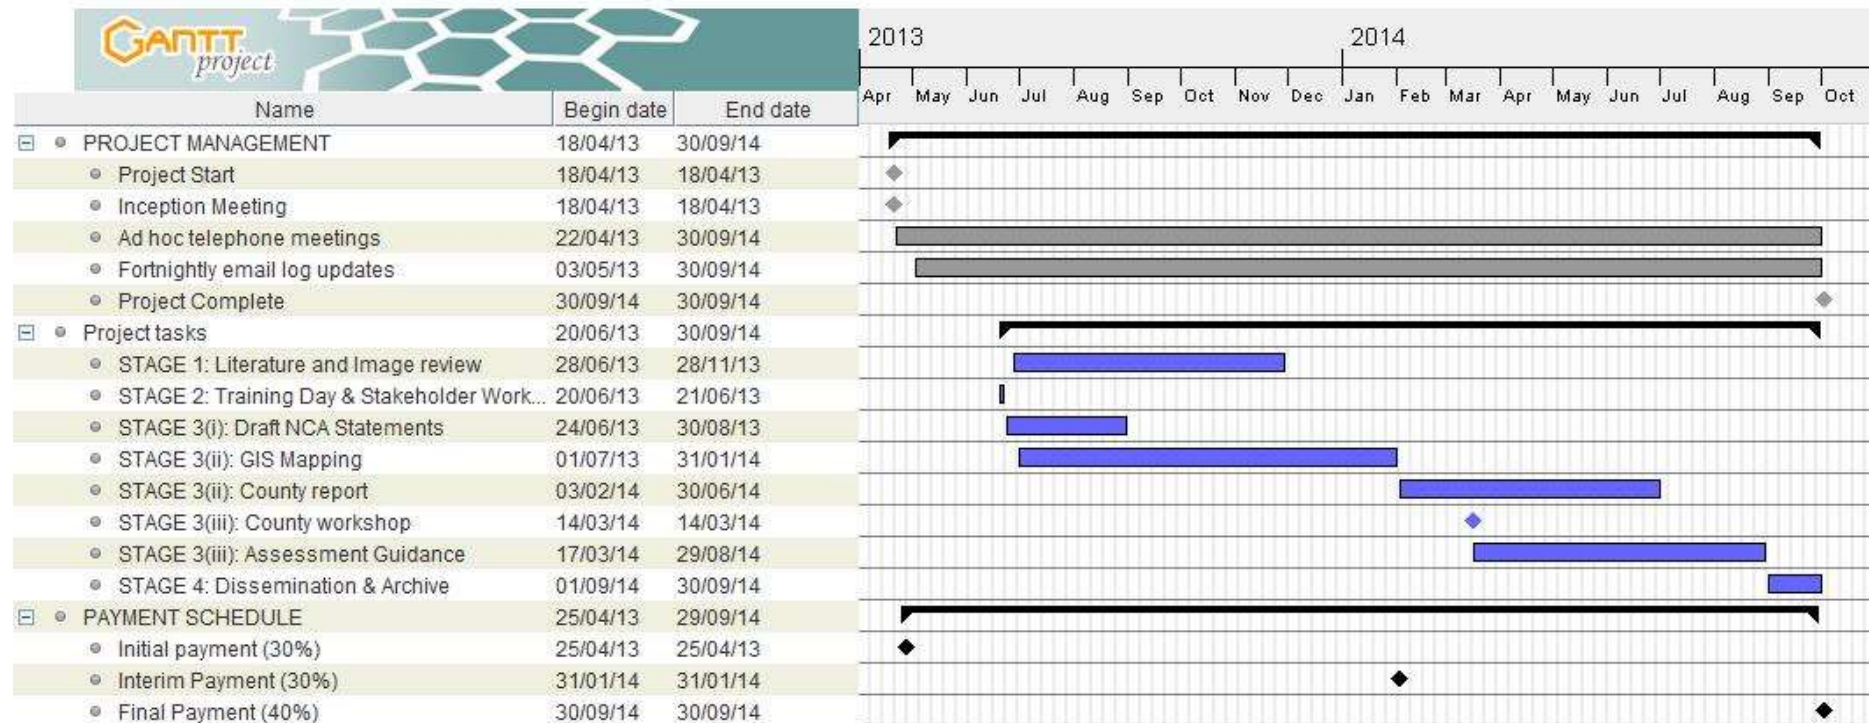 GANTT
project
2013 2014
Apr May Jun Jul Aug Sep Oct Nov Dec Jan Feb Mar Apr May Jun Jul Aug Sep Oct
Name Begin date End date
PROJECT MANAGEMENT 18/04/13 30/09/14
Project Start 18/04/13 18/04/13
Inception Meeting 18/04/13 18/04/13
Ad hoc telephone meetings 22/04/13 30/09/14
Fortnightly email log updates 03/05/13 30/09/14
Project Complete 30/09/14 30/09/14
Project tasks 20/06/13 30/09/14
STAGE 1: Literature and Image review 28/06/13 28/11/13
STAGE 2: Training Day & Stakeholder Work... 20/06/13 21/06/13
STAGE 3(i): Draft NCA Statements 24/06/13 30/08/13
STAGE 3(ii): GIS Mapping 01/07/13 31/01/14
STAGE 3(ii): County report 03/02/14 30/06/14
STAGE 3(iii): County workshop 14/03/14 14/03/14
STAGE 3(iii): Assessment Guidance 17/03/14 29/08/14
STAGE 4: Dissemination & Archive 01/09/14 30/09/14
PAYMENT SCHEDULE 25/04/13 29/09/14
Initial payment (30%) 25/04/13 25/04/13
Interim Payment (30%) 31/01/14 31/01/14
Final Payment (40%) 30/09/14 30/09/14